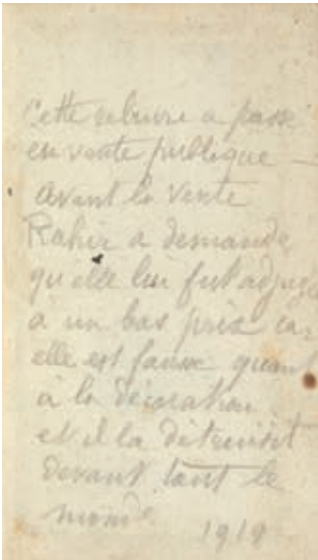 Cette reliure a passé
en vente publique —
avant la vente
Rahir a demandé
qu'elle lui fut adjugée
à un bas prix car
elle est fausse quant
à la décoration
et il la détruisit
devant tout le
monde
1919